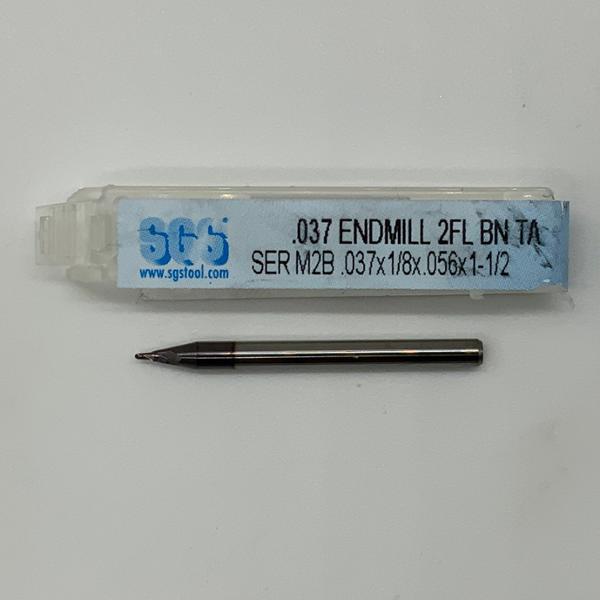 SGS
www.sgstool.com
.037 ENDMILL 2FL BN TA
SER M2B .037x1/8x.056x1-1/2